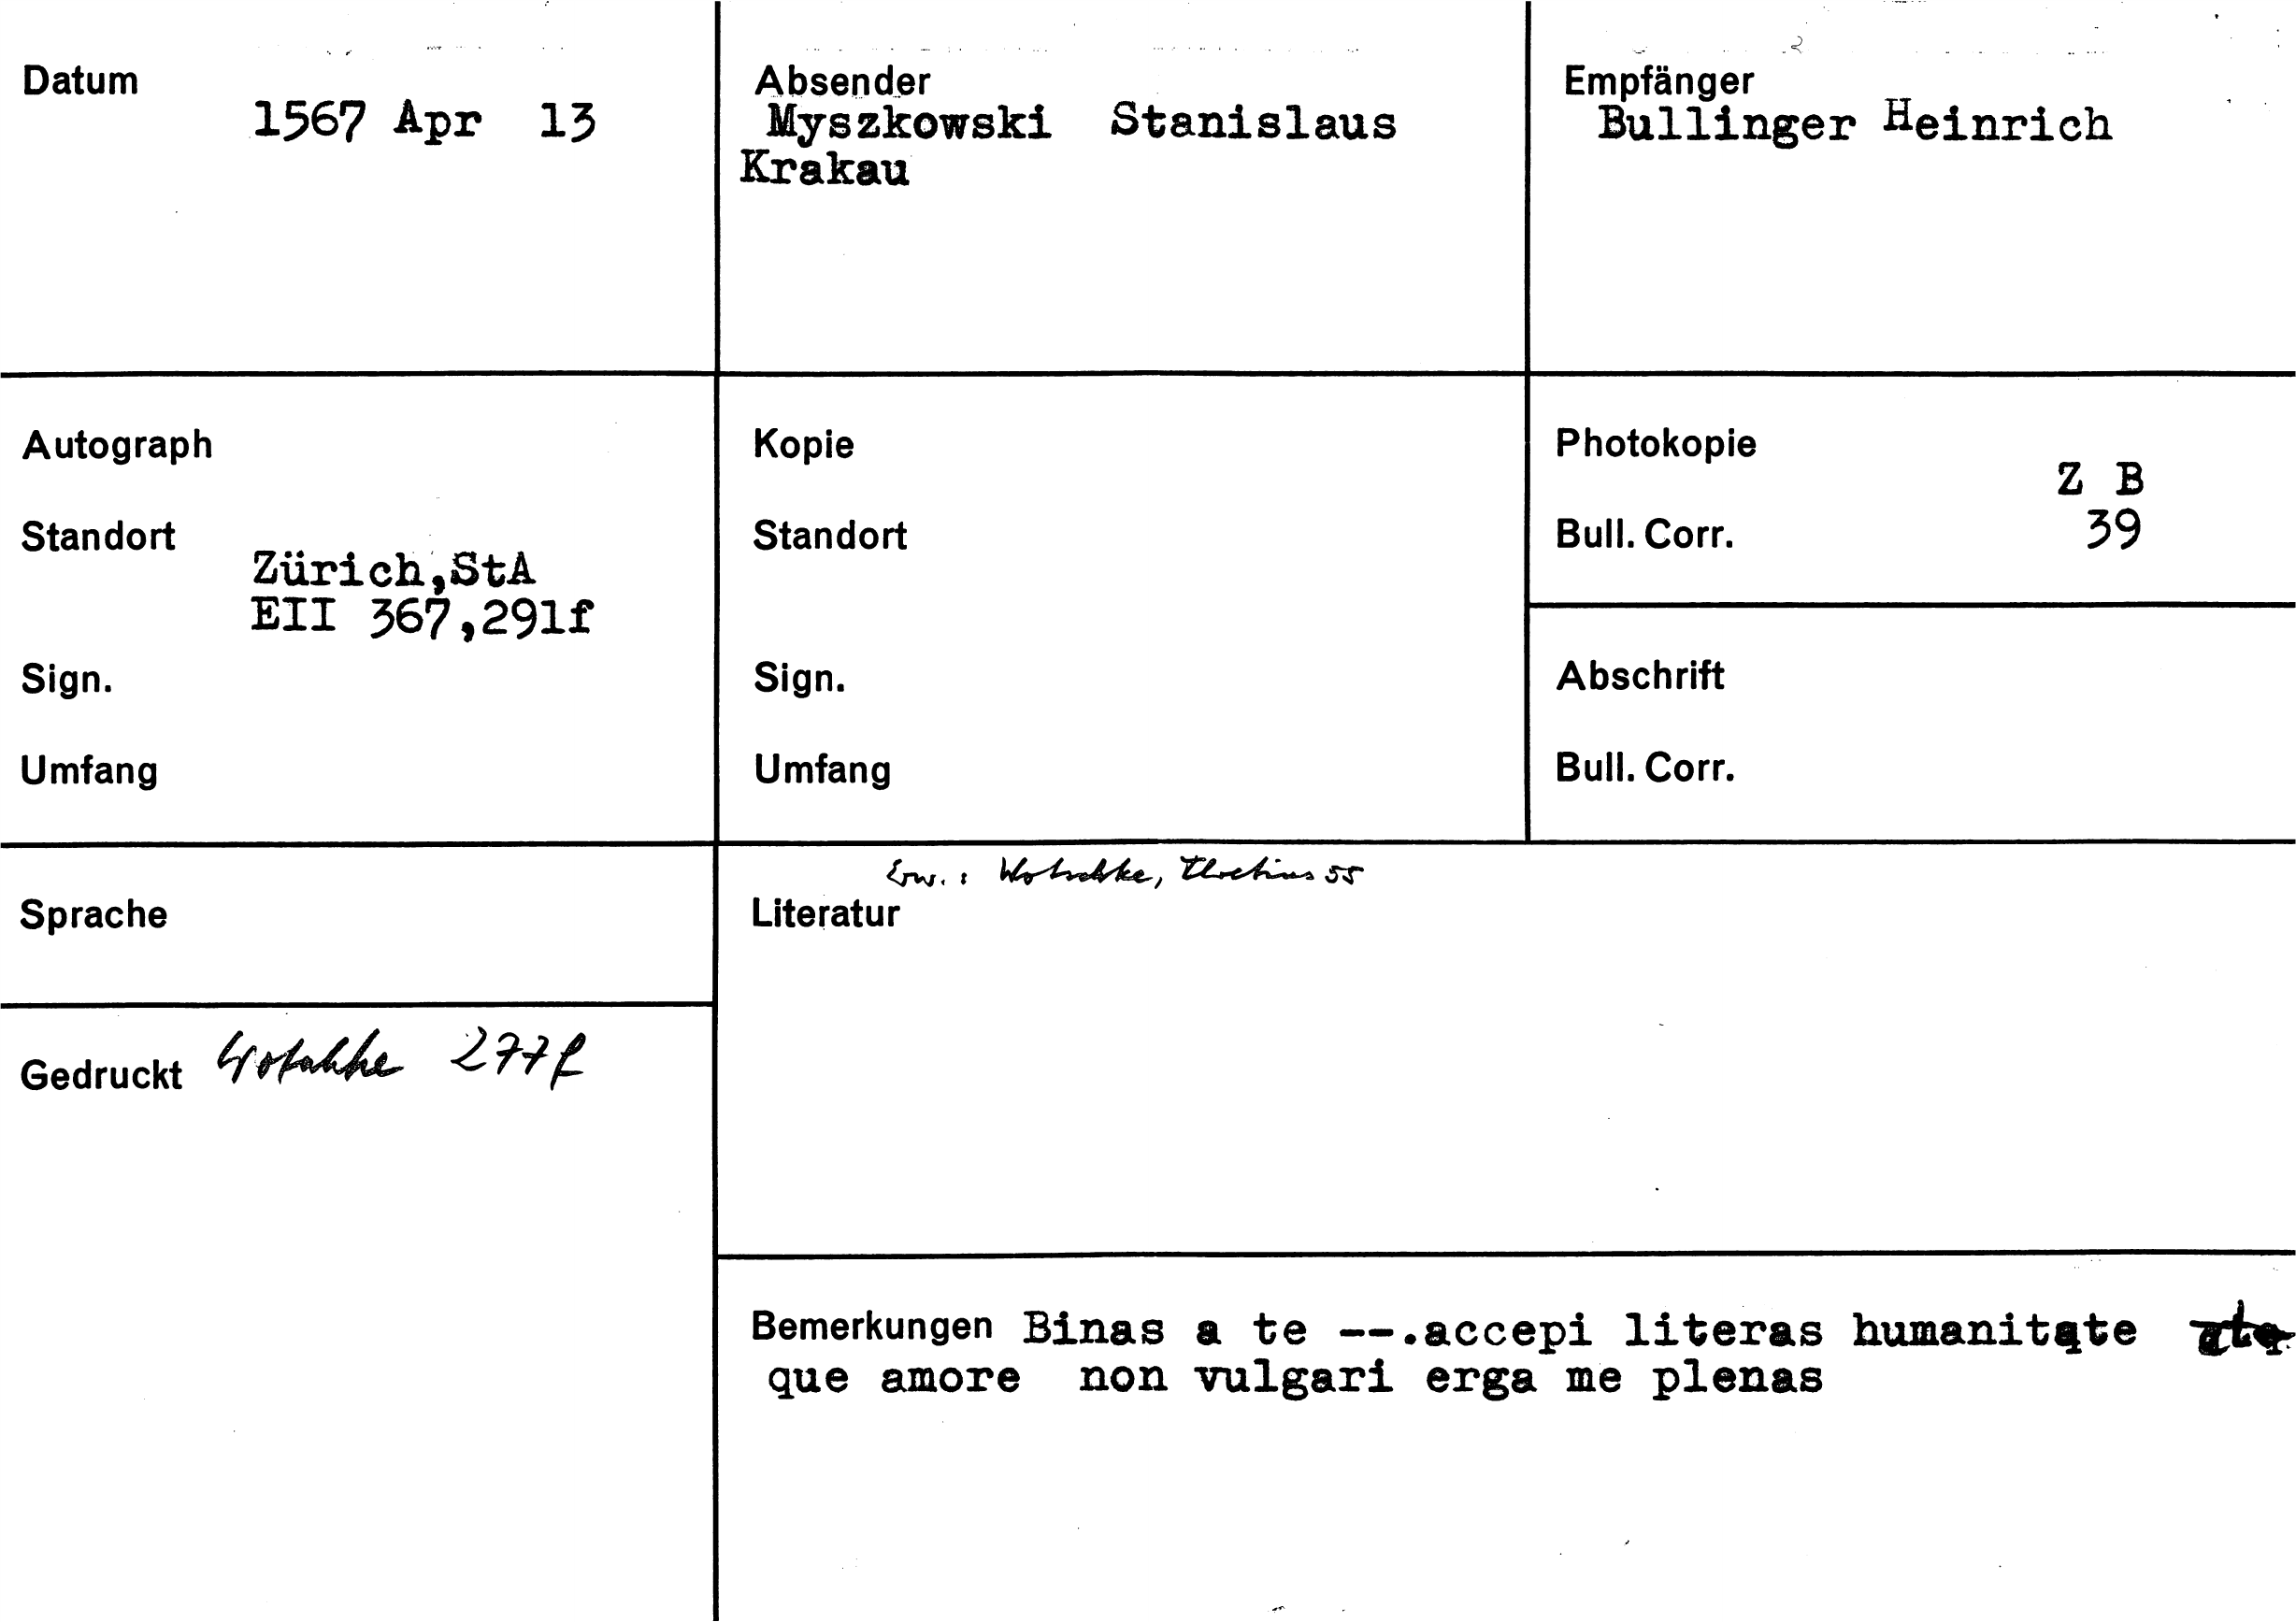 Datum
1567 Apr 13
Absender
Myszkowski Stanislaus
Krakau
Empfänger
Bullinger Heinrich
Autograph
Standort
Zürich,StA
EII 367,291f
Sign.
Umfang
Kopie
Standort
Sign.
Umfang
Photokopie
Z B
Bull. Corr. 39
Abschrift
Bull. Corr.
Sprache
Erw.: Wotschke, Thretius 55
Literatur
Gedruckt Wotschke 277f
Bemerkungen Binas a te --.accepi literas humanitate
que amore non vulgari erga me plenas